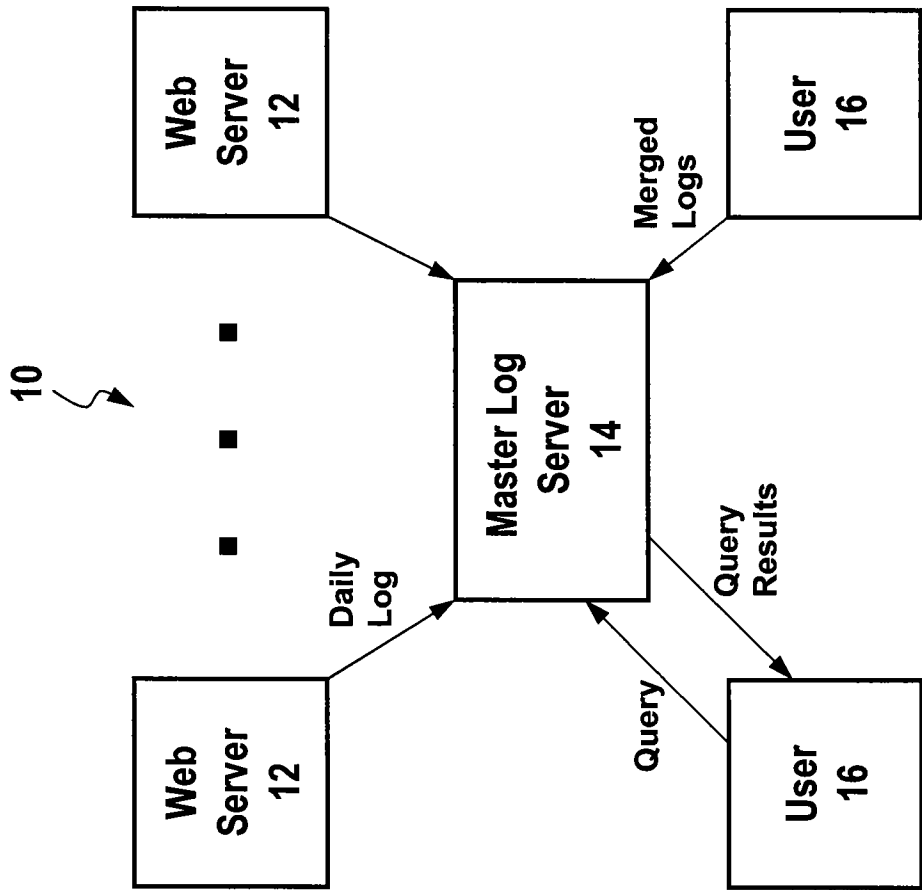 10
Web
Server
12
Web
Server
12
Daily
Log
Master Log
Server
14
Merged
Logs
Query
Query
Results
User
16
User
16